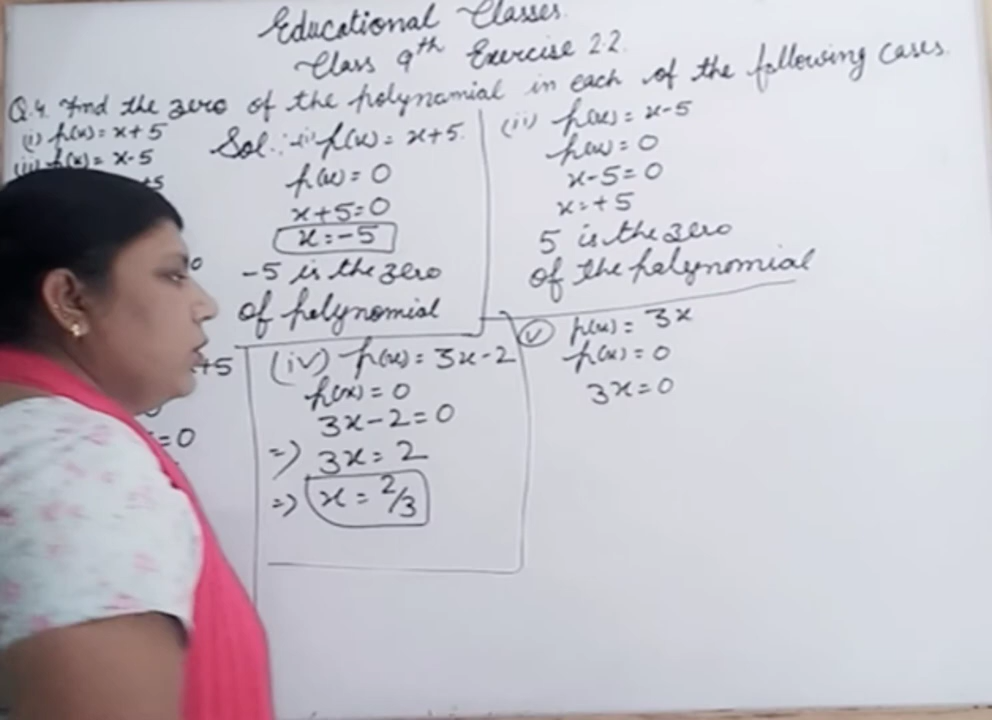 Educational Classes.
Class 9th Exercise 2.2.
Q.4. Find the zero of the polynomial in each of the following cases.
(i) p(x) = x+5
(ii) p(x) = x-5
+5
Sol:- (i) p(x) = x+5.
p(x) = 0
x+5=0
x=-5
-5 is the zero
of polynomial
(ii) p(x) = x-5
p(x) = 0
x-5=0
x=+5
5 is the zero
of the polynomial
+5
=0
(iv) p(x) = 3x-2
p(x) = 0
3x-2=0
=> 3x=2
=> x = 2/3
(v) p(x) = 3x
p(x) = 0
3x=0